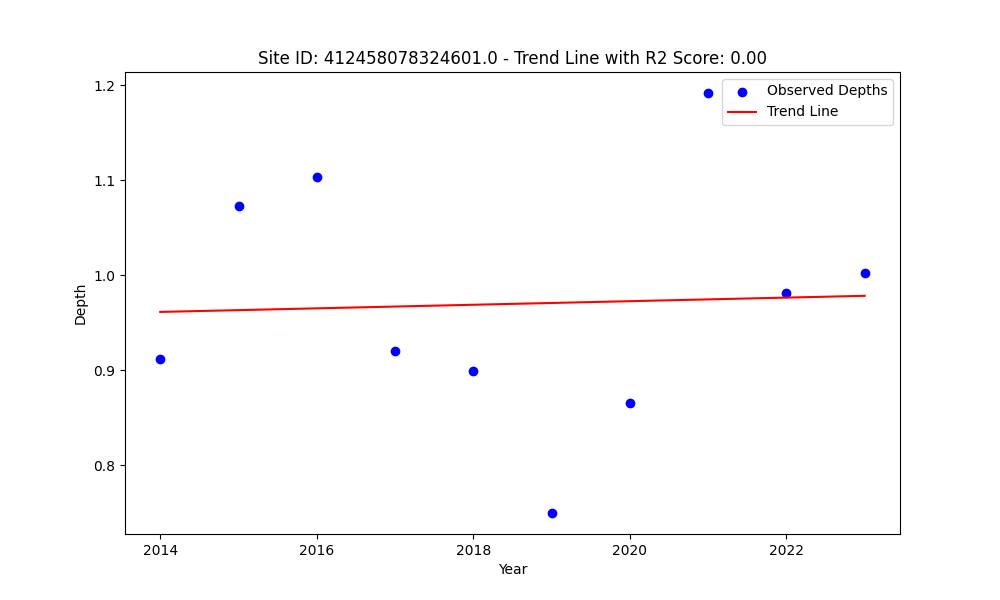 Site ID: 412458078324601.0 - Trend Line with R2 Score: 0.00
Observed Depths
Trend Line
1.2
1.1
1.0
0.9
0.8
Depth
2014
2016
2018
2020
2022
Year